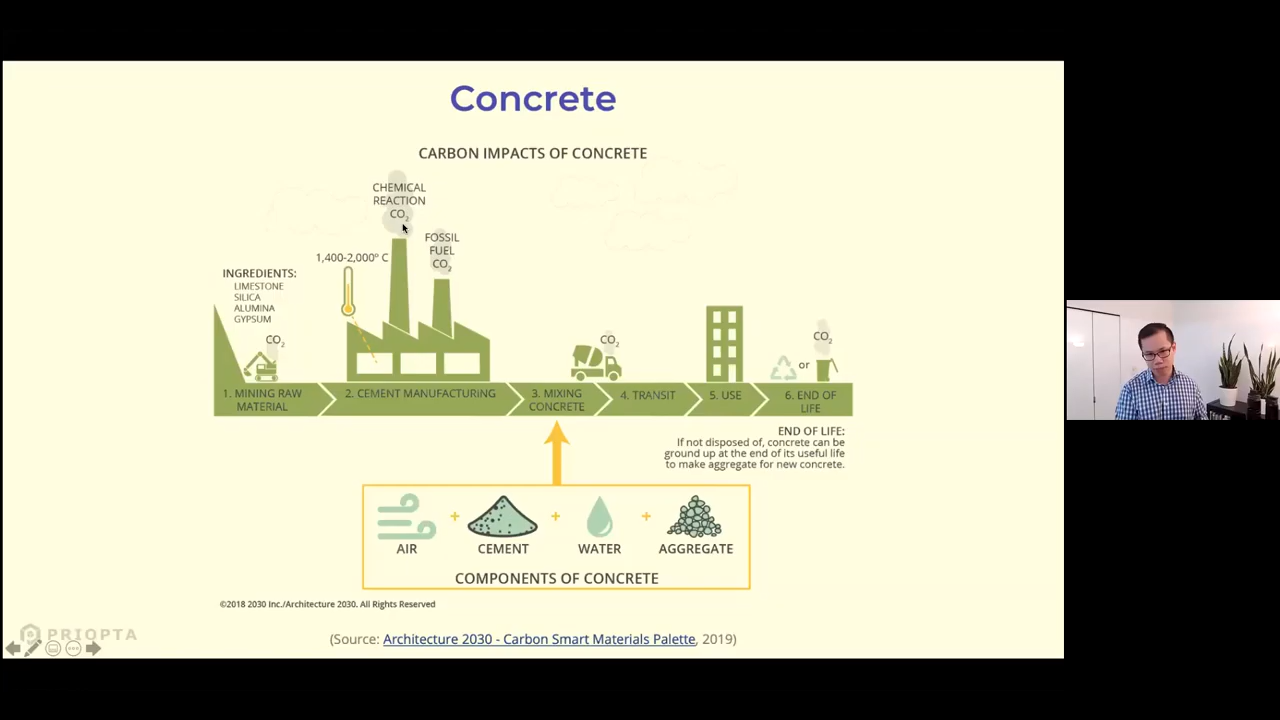 Concrete
CARBON IMPACTS OF CONCRETE
CHEMICAL
REACTION
CO₂
FOSSIL
FUEL
CO₂
1,400-2,000° C
INGREDIENTS:
LIMESTONE
SILICA
ALUMINA
GYPSUM
CO₂
CO₂
CO₂
or
1. MINING RAW
MATERIAL
2. CEMENT MANUFACTURING
3. MIXING
CONCRETE
4. TRANSIT
5. USE
6. END OF
LIFE
END OF LIFE:
If not disposed of, concrete can be
ground up at the end of its useful life
to make aggregate for new concrete.
+ + +
AIR CEMENT WATER AGGREGATE
COMPONENTS OF CONCRETE
©2018 2030 Inc./Architecture 2030. All Rights Reserved
PRIOPTA
(Source: Architecture 2030 - Carbon Smart Materials Palette, 2019)